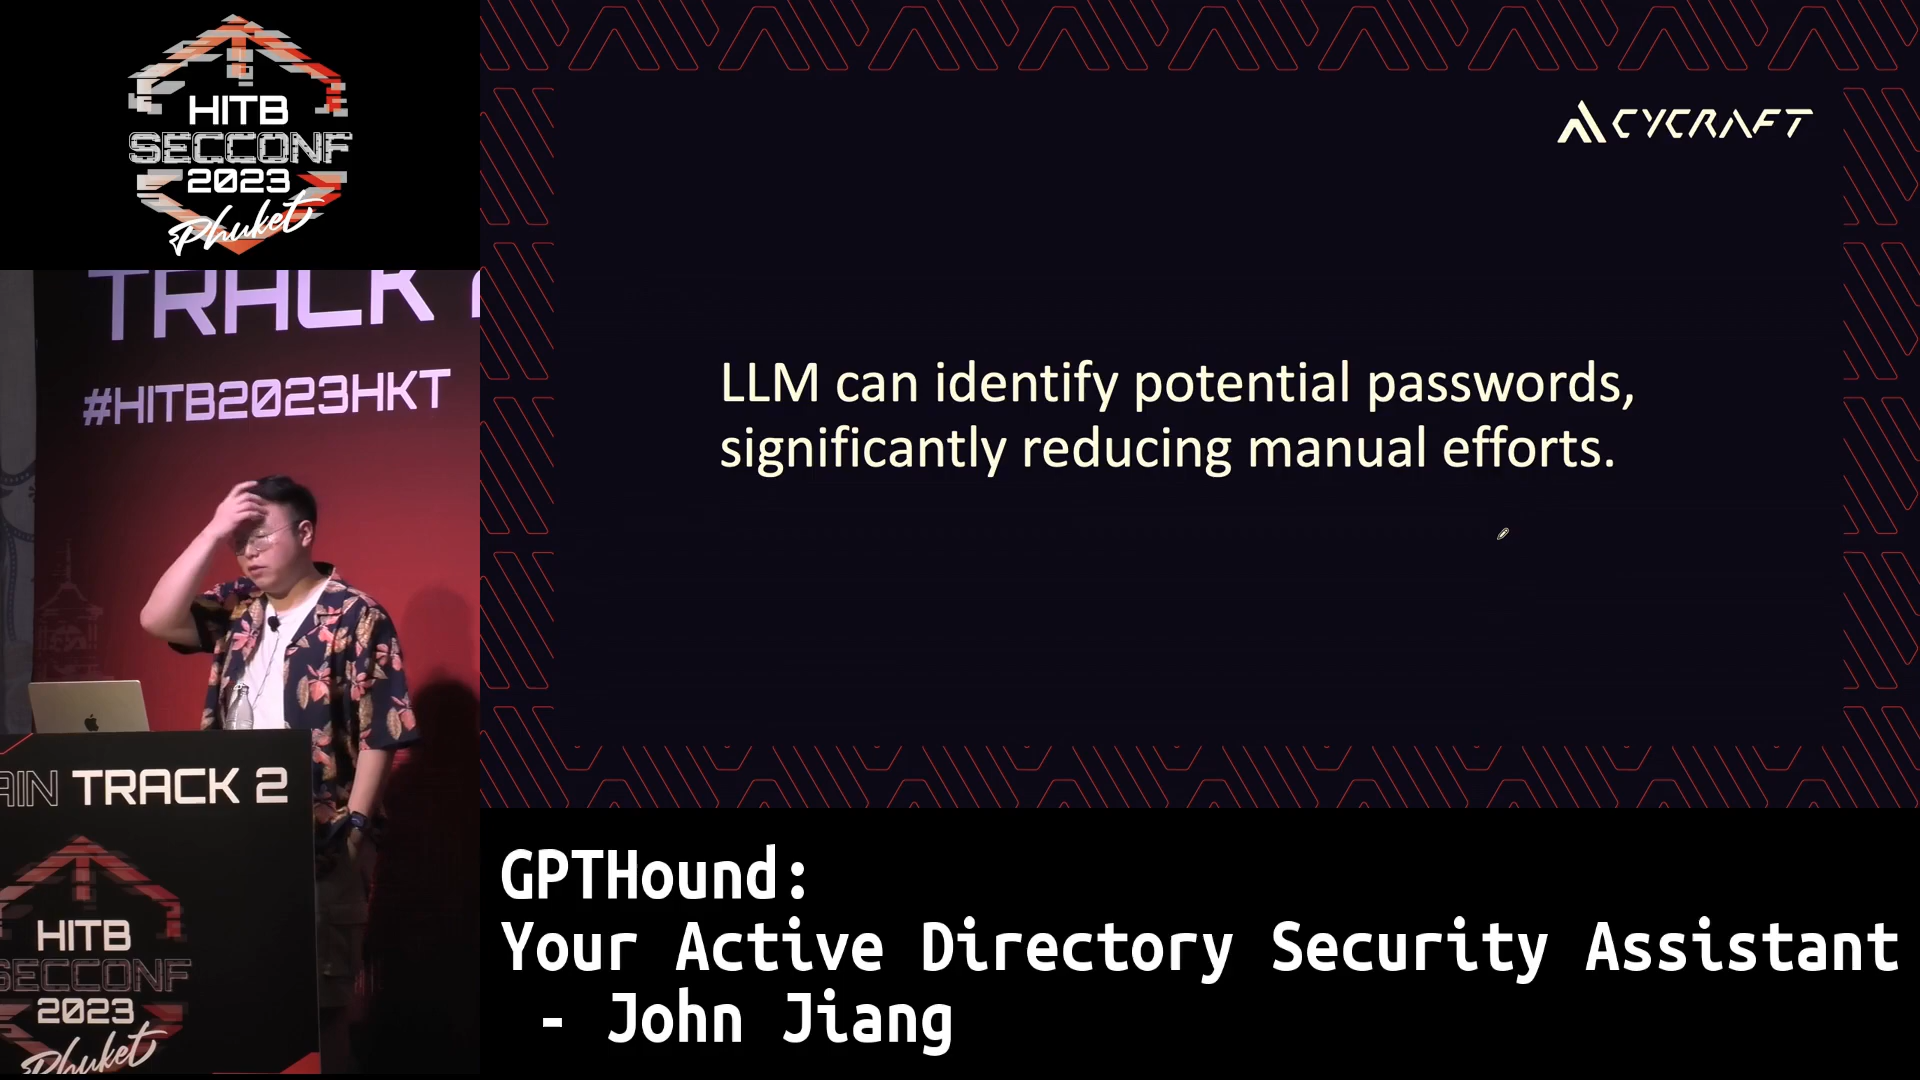 HITB
SECCONF
2023
Phuket
TRACK
#HITB2023HKT
AIN TRACK 2
HITB
SECCONF
2023
Phuket
CYCRAFT
LLM can identify potential passwords,
significantly reducing manual efforts.
GPTHound:
Your Active Directory Security Assistant
- John Jiang